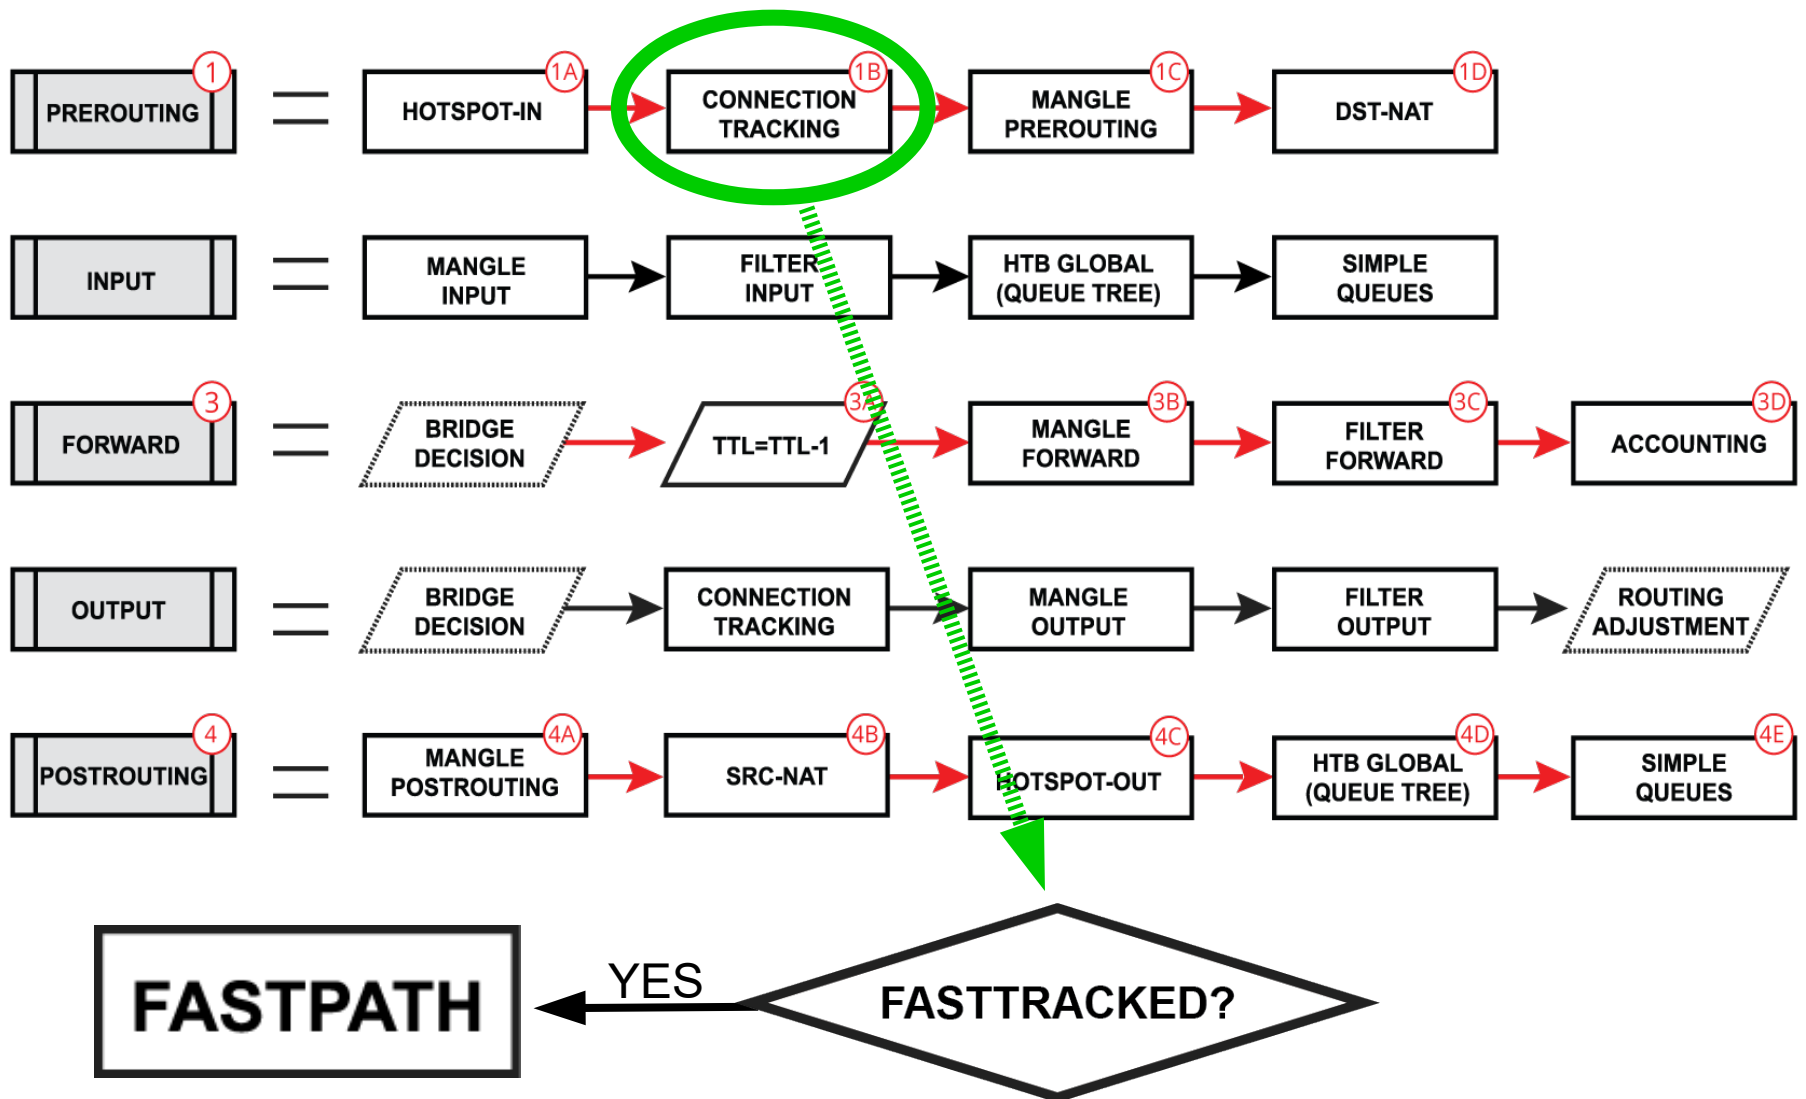 1
1A
1B
1C
1D
PREROUTING
HOTSPOT-IN
CONNECTION
TRACKING
MANGLE
PREROUTING
DST-NAT
INPUT
MANGLE
INPUT
FILTER
INPUT
HTB GLOBAL
(QUEUE TREE)
SIMPLE
QUEUES
3
3A
3B
3C
3D
FORWARD
BRIDGE
DECISION
TTL=TTL-1
MANGLE
FORWARD
FILTER
FORWARD
ACCOUNTING
OUTPUT
BRIDGE
DECISION
CONNECTION
TRACKING
MANGLE
OUTPUT
FILTER
OUTPUT
ROUTING
ADJUSTMENT
4
4A
4B
4C
4D
4E
POSTROUTING
MANGLE
POSTROUTING
SRC-NAT
HOTSPOT-OUT
HTB GLOBAL
(QUEUE TREE)
SIMPLE
QUEUES
FASTPATH
YES
FASTTRACKED?